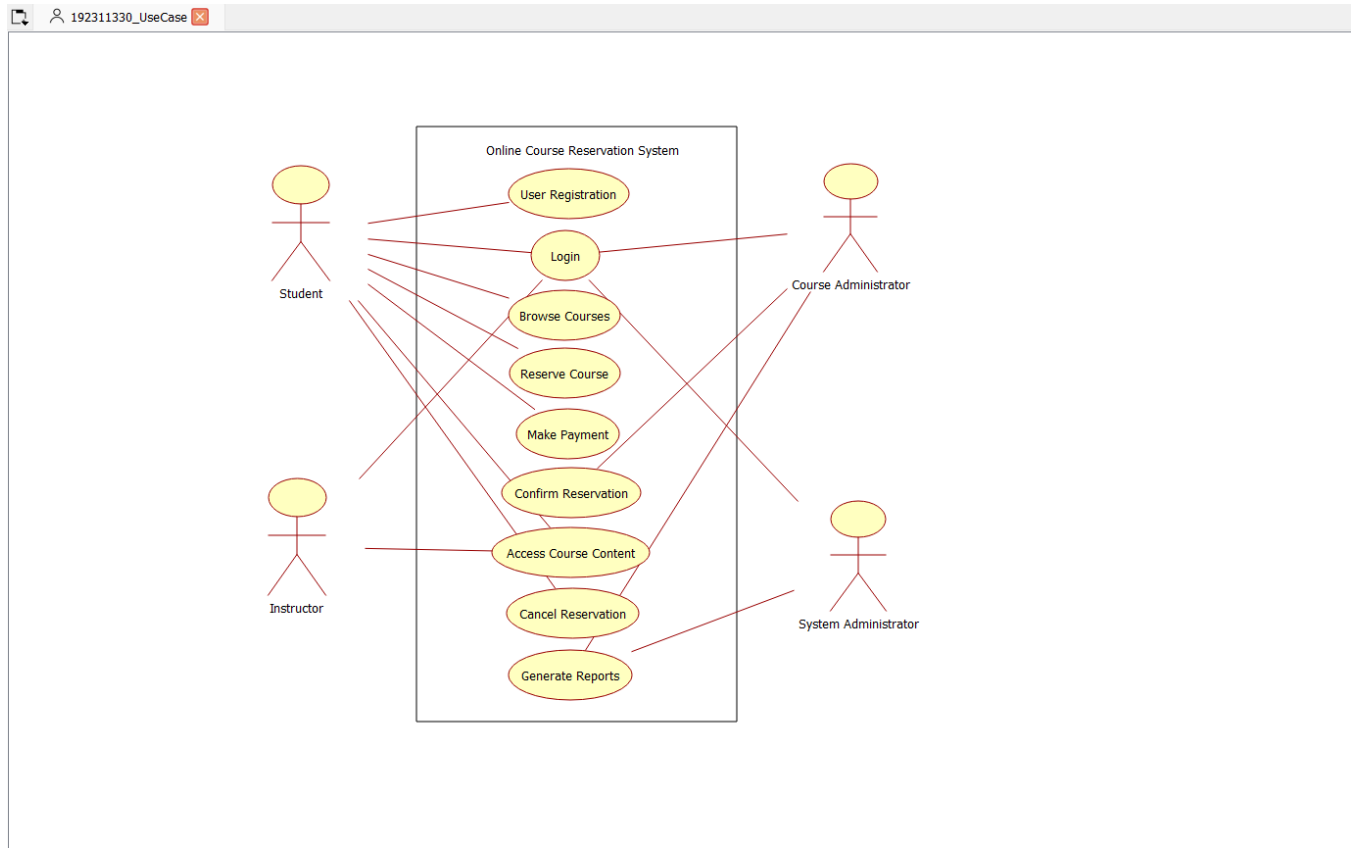 192311330_UseCase
Online Course Reservation System
User Registration
Login
Student
Course Administrator
Browse Courses
Reserve Course
Make Payment
Confirm Reservation
Access Course Content
Instructor
Cancel Reservation
System Administrator
Generate Reports